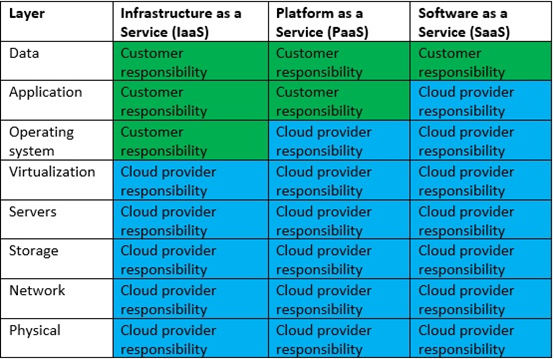 Layer Infrastructure as a Platform as a Software as a
Service (IaaS) Service (PaaS) Service (SaaS)
Data Customer Customer Customer
responsibility responsibility responsibility
Application Customer Customer Cloud provider
responsibility responsibility responsibility
Operating Customer Cloud provider Cloud provider
system responsibility responsibility responsibility
Virtualization Cloud provider Cloud provider Cloud provider
responsibility responsibility responsibility
Servers Cloud provider Cloud provider Cloud provider
responsibility responsibility responsibility
Storage Cloud provider Cloud provider Cloud provider
responsibility responsibility responsibility
Network Cloud provider Cloud provider Cloud provider
responsibility responsibility responsibility
Physical Cloud provider Cloud provider Cloud provider
responsibility responsibility responsibility